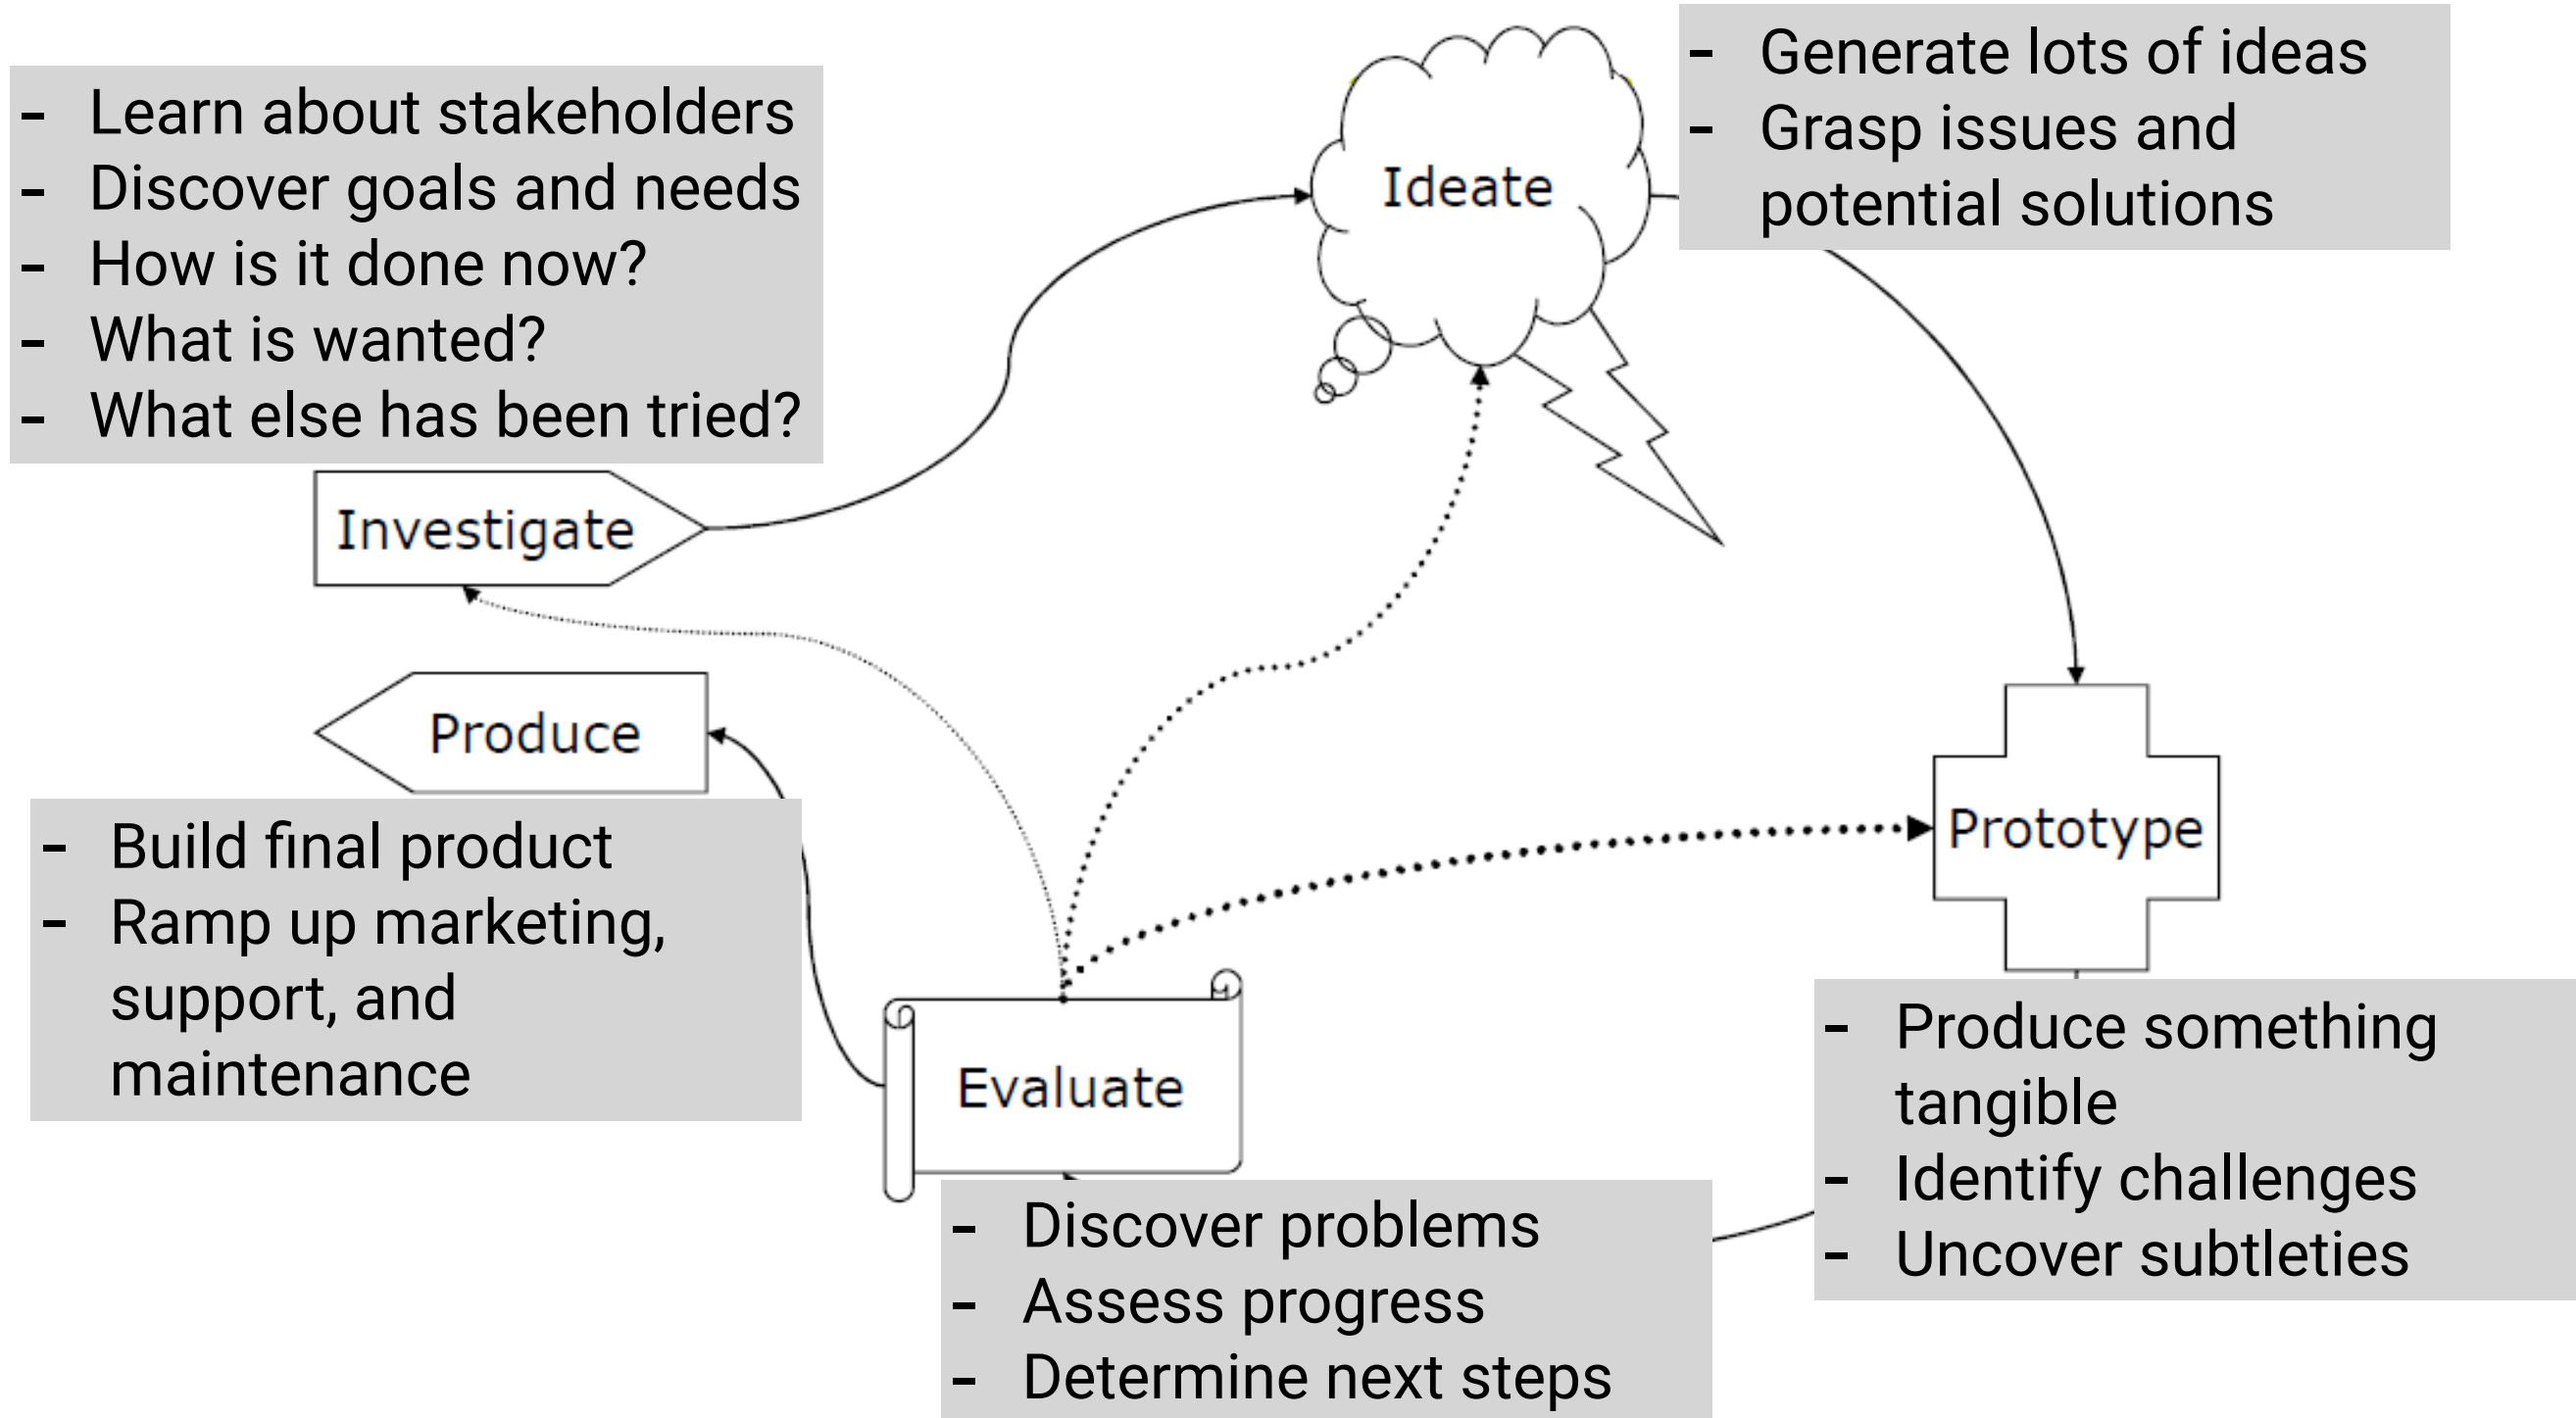 - Learn about stakeholders
- Discover goals and needs
- How is it done now?
- What is wanted?
- What else has been tried?
Investigate
Ideate
- Generate lots of ideas
- Grasp issues and
potential solutions
Prototype
- Produce something
tangible
- Identify challenges
- Uncover subtleties
Evaluate
- Discover problems
- Assess progress
- Determine next steps
Produce
- Build final product
- Ramp up marketing,
support, and
maintenance